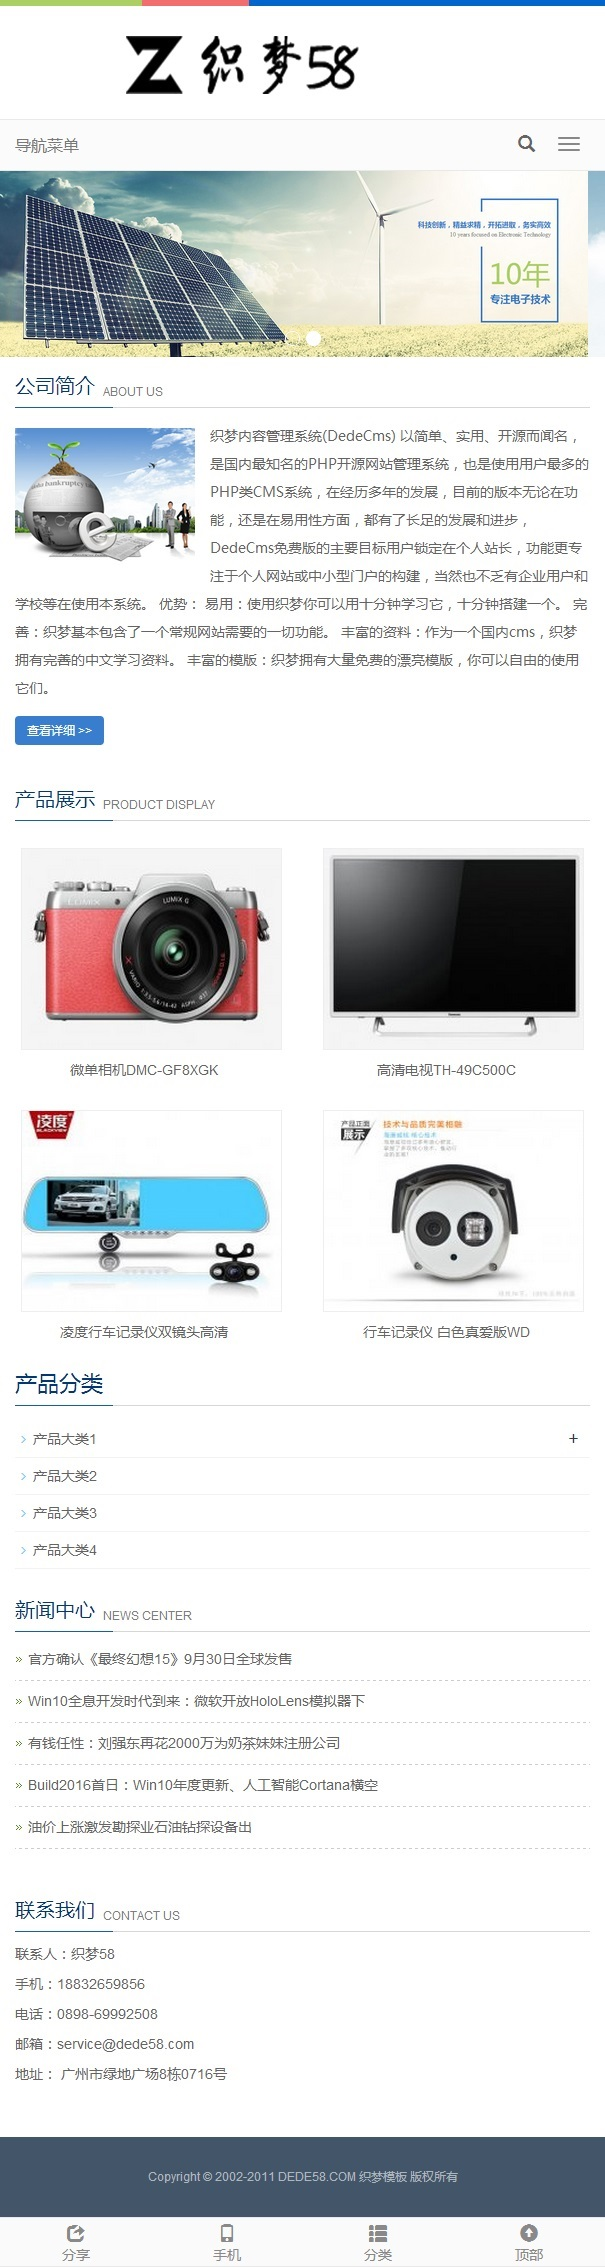 织梦58
导航菜单
科技创新，精益求精，开拓进取，务实高效
10 years focused on Electronic Technology
10年
专注电子技术
公司简介 ABOUT US
织梦内容管理系统(DedeCms) 以简单、实用、开源而闻名，
是国内最知名的PHP开源网站管理系统，也是使用用户最多的
PHP类CMS系统，在经历多年的发展，目前的版本无论在功
能，还是在易用性方面，都有了长足的发展和进步，
DedeCms免费版的主要目标用户锁定在个人站长，功能更专
注于个人网站或中小型门户的构建，当然也不乏有企业用户和
学校等在使用本系统。 优势： 易用：使用织梦你可以用十分钟学习它，十分钟搭建一个。 完
善：织梦基本包含了一个常规网站需要的一切功能。 丰富的资料：作为一个国内cms，织梦
拥有完善的中文学习资料。 丰富的模版：织梦拥有大量免费的漂亮模版，你可以自由的使用
它们。
查看详细 >>
产品展示 PRODUCT DISPLAY
LUMIX
LUMIX G
微单相机DMC-GF8XGK
高清电视TH-49C500C
凌度
BLACKVIEW
产品正面
展示
技术与品质完美相融
凌度行车记录仪双镜头高清
行车记录仪 白色真爱版WD
产品分类
产品大类1 +
产品大类2
产品大类3
产品大类4
新闻中心 NEWS CENTER
» 官方确认《最终幻想15》9月30日全球发售
» Win10全息开发时代到来：微软开放HoloLens模拟器下
» 有钱任性：刘强东再花2000万为奶茶妹妹注册公司
» Build2016首日：Win10年度更新、人工智能Cortana横空
» 油价上涨激发勘探业石油钻探设备出
联系我们 CONTACT US
联系人：织梦58
手机：18832659856
电话：0898-69992508
邮箱：service@dede58.com
地址： 广州市绿地广场8栋0716号
Copyright © 2002-2011 DEDE58.COM 织梦模板 版权所有
分享 手机 分类 顶部